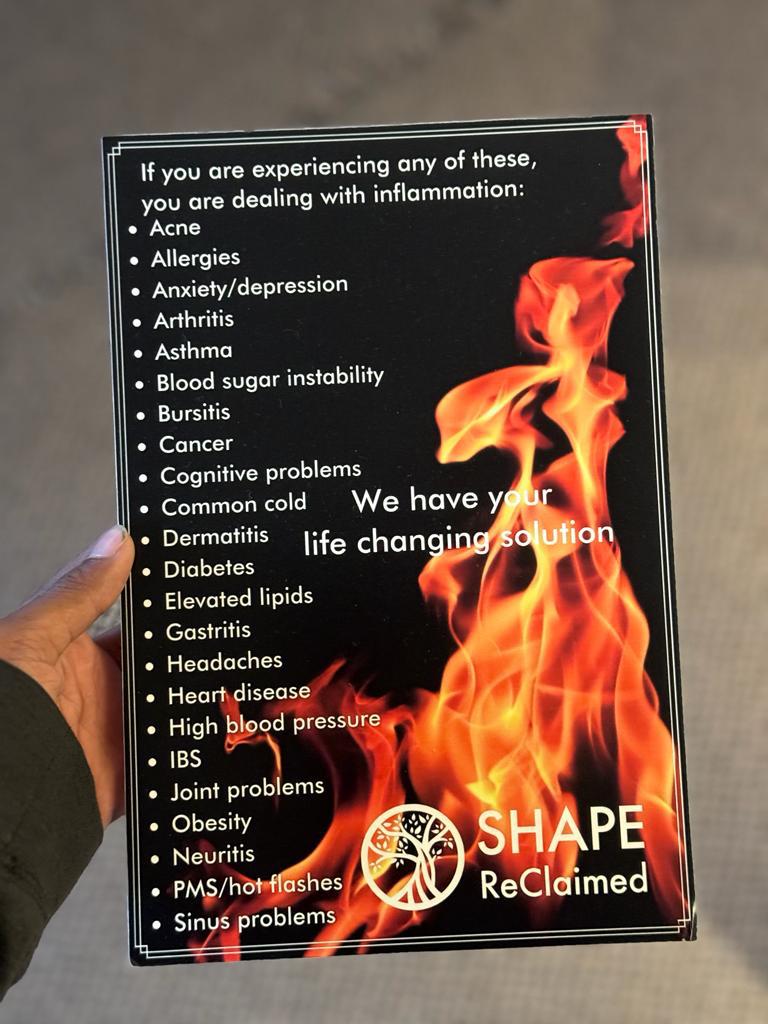 If you are experiencing any of these,
you are dealing with inflammation:
• Acne
• Allergies
• Anxiety/depression
• Arthritis
• Asthma
• Blood sugar instability
• Bursitis
• Cancer
• Cognitive problems
• Common cold
• Dermatitis
• Diabetes
• Elevated lipids
• Gastritis
• Headaches
• Heart disease
• High blood pressure
• IBS
• Joint problems
• Obesity
• Neuritis
• PMS/hot flashes
• Sinus problems
We have your
life changing solution
SHAPE
ReClaimed